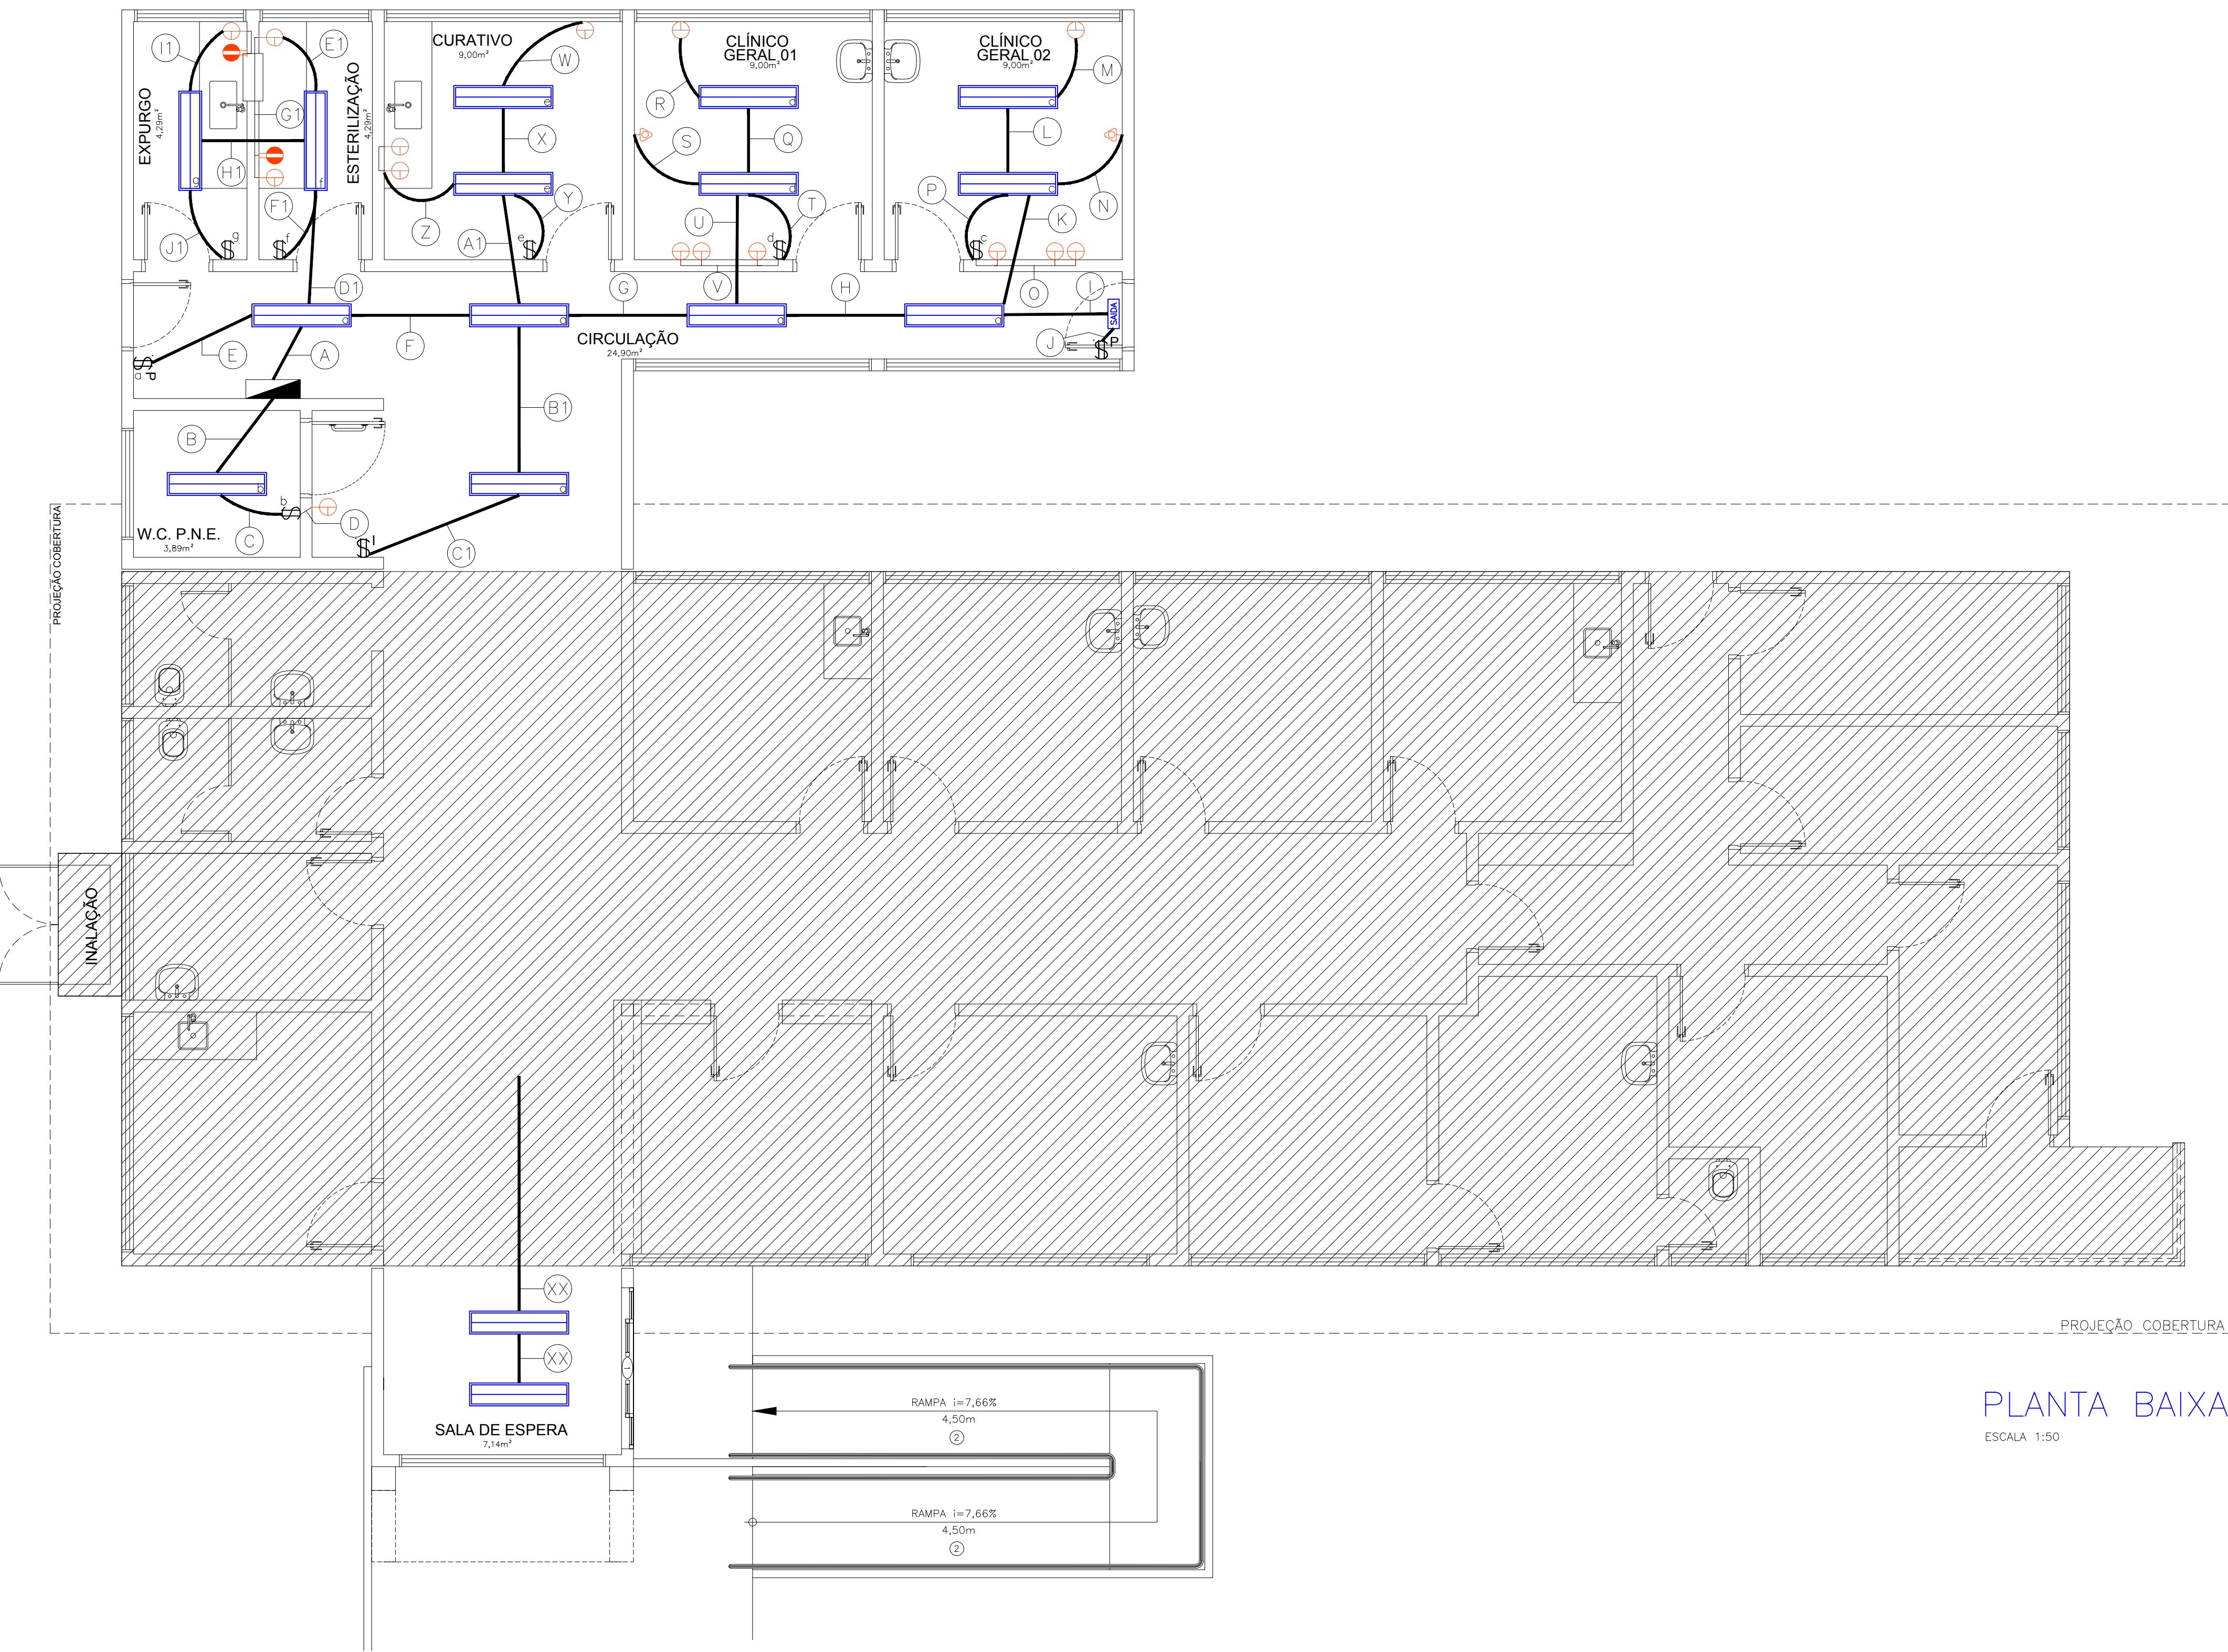 I1
E1
CURATIVO
9,00m²
W
CLÍNICO
GERAL 01
9,00m²
CLÍNICO
GERAL 02
9,00m²
M
R
EXPURGO
4,29m²
ESTERILIZAÇÃO
4,29m²
G1
e
d
c
X
S
Q
L
H1
g
f
e
d
c
F1
Z
Y
P
N
T
A1
U
K
J1
g
f
e
d
c
D1
G
V
H
O
I
SAIDA
a
a
a
a
CIRCULAÇÃO
24,90m²
E
A
F
J
P
a
P
B1
B
b
a
b
W.C. P.N.E.
3,89m²
C
D
I
C1
PROJEÇÃO COBERTURA
INALAÇÃO
XX
XX
1
PROJEÇÃO COBERTURA
SALA DE ESPERA
7,14m²
RAMPA i=7,66%
4,50m
2
PLANTA BAIXA
ESCALA 1:50
RAMPA i=7,66%
4,50m
2